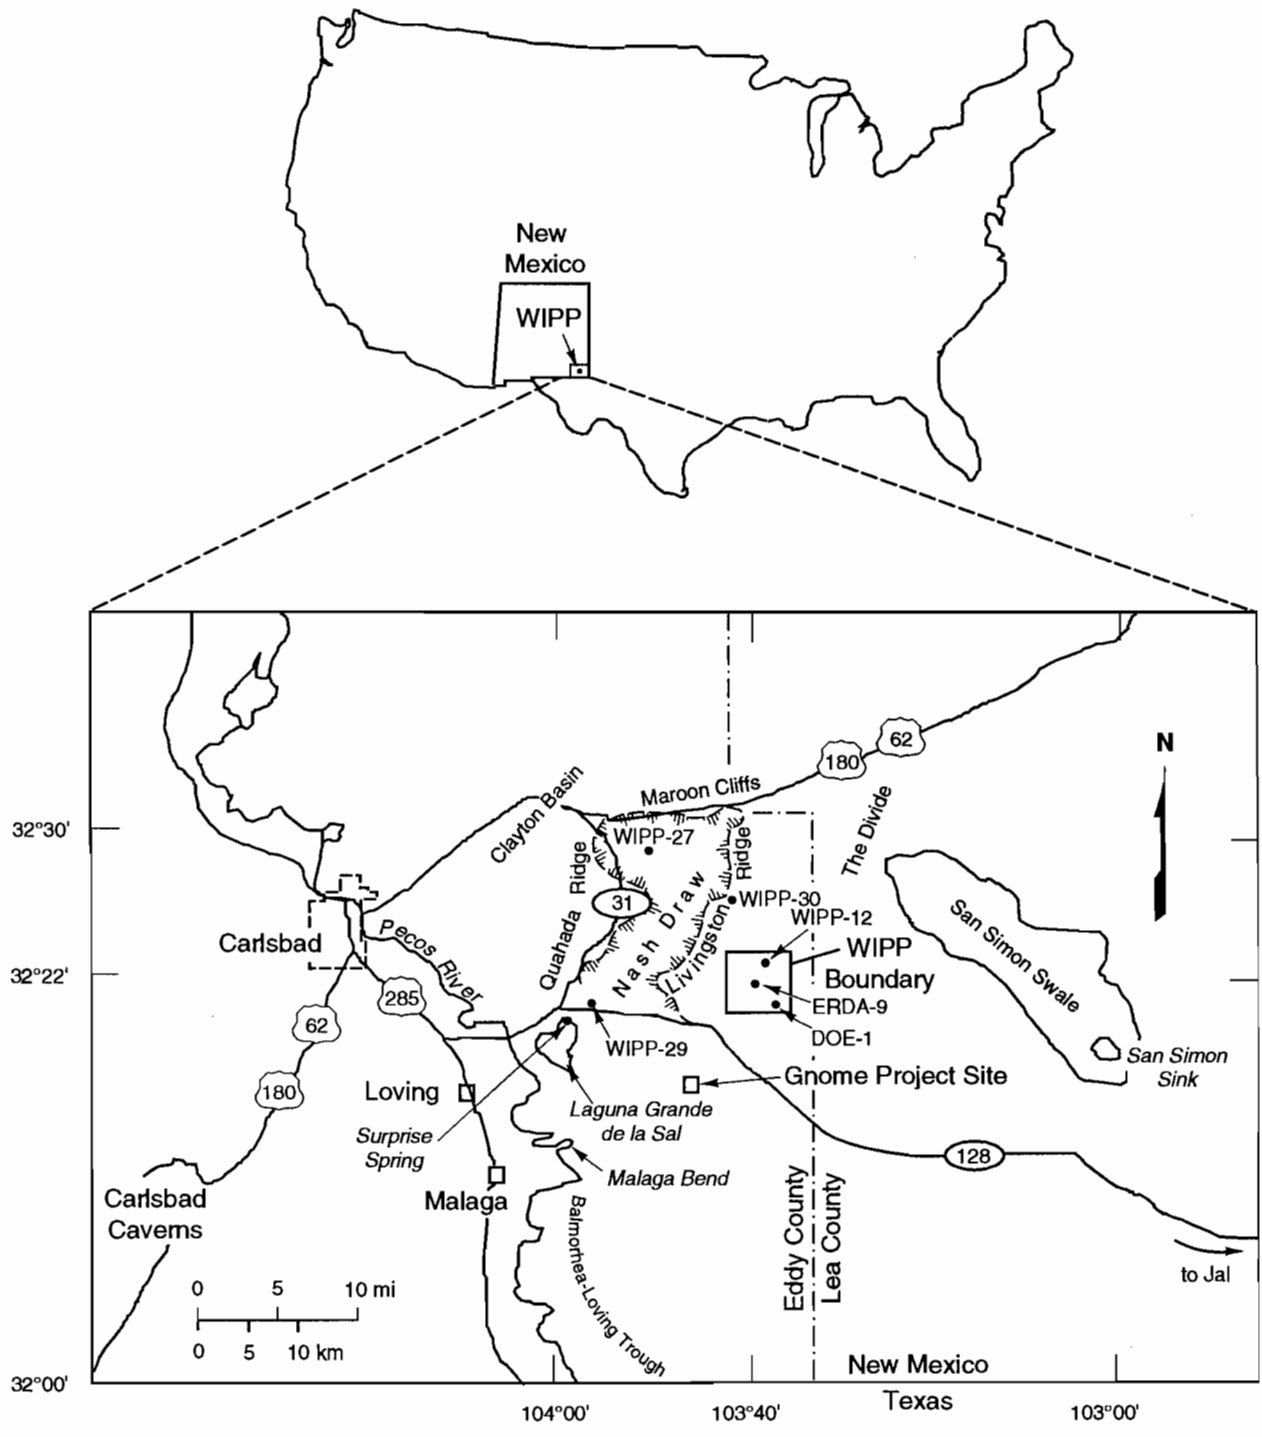 New
Mexico
WIPP
N
62
180
Maroon Cliffs
Clayton Basin
The Divide
32°30'
WIPP-27
Ridge
Ridge
31
WIPP-30
WIPP-12
Nash Draw
San Simon Swale
Pecos River
Carlsbad
Quahada
Livingston
WIPP
Boundary
32°22'
285
ERDA-9
62
DOE-1
WIPP-29
San Simon
Sink
Gnome Project Site
180
Loving
Laguna Grande
de la Sal
Surprise
Spring
128
Malaga Bend
Carlsbad
Caverns
Malaga
Balmorhea-Loving Trough
Eddy County
Lea County
to Jal
0 5 10 mi
0 5 10 km
New Mexico
32°00'
Texas
104°00'
103°40'
103°00'